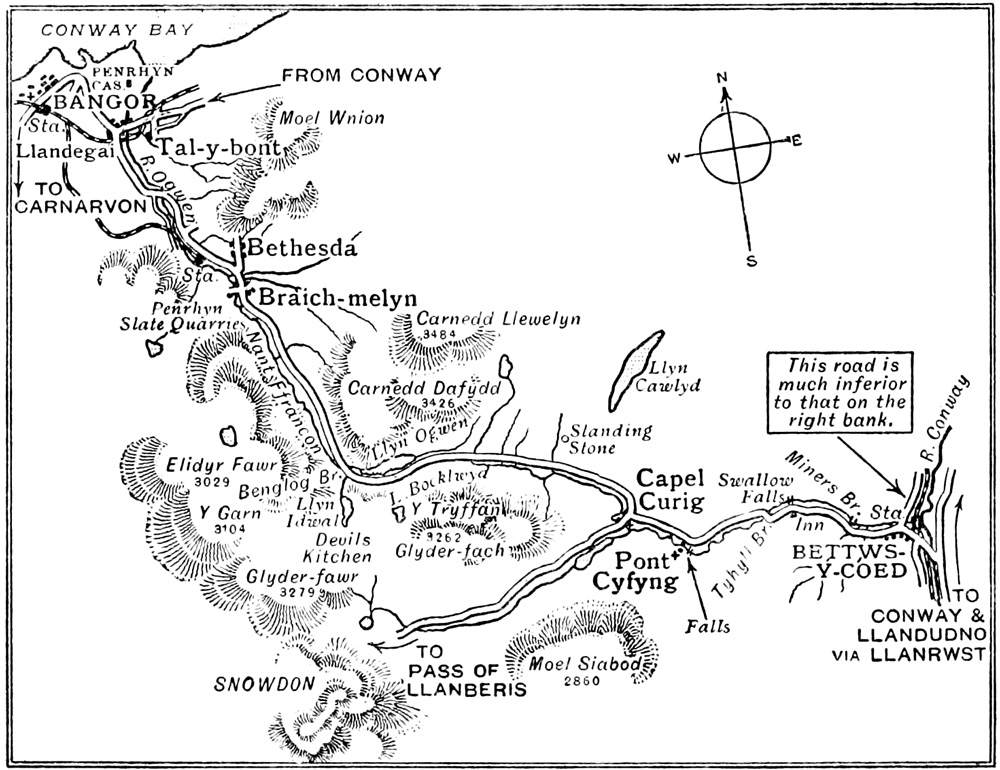 CONWAY BAY
PENRHYN
CAS.
BANGOR
FROM CONWAY
Sta.
Llandegai
Tal-y-bont
Moel Wnion
TO
CARNARVON
R. Ogwen
Bethesda
Sta.
Braich-melyn
Penrhyn
Slate Quarries
Nant Ffrancon
Carnedd Llewelyn
3484
Carnedd Dafydd
3426
Llyn
Cawlyd
N
W
E
S
This road is
much inferior
to that on the
right bank.
R. Conway
Elidyr Fawr
3029
Benglog Br.
Llyn Ogwen
Slanding
Stone
Y Garn
3104
Llyn
Idwal
L. Bocklwyd
Y Tryffan
3262
Glyder-fach
Devils
Kitchen
Glyder-fawr
3279
Capel
Curig
Swallow
Falls
Miners Br.
Sta.
Inn
Tyhyll Br.
BETTWS-
Y-COED
Pont
Cyfyng
Falls
TO
CONWAY &
LLANDUDNO
VIA LLANRWST
TO
PASS OF
LLANBERIS
Moel Siabod
2860
SNOWDON